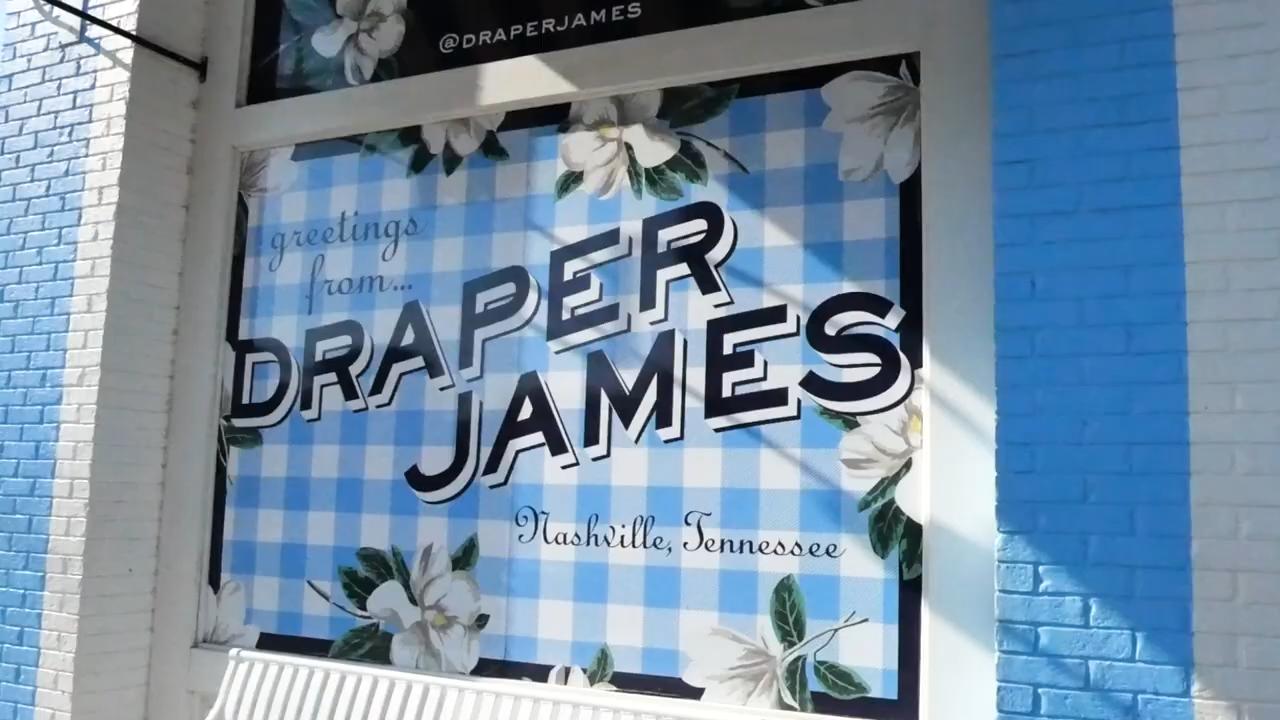 @DRAPERJAMES
greetings
from...
DRAPER
JAMES
Nashville, Tennessee